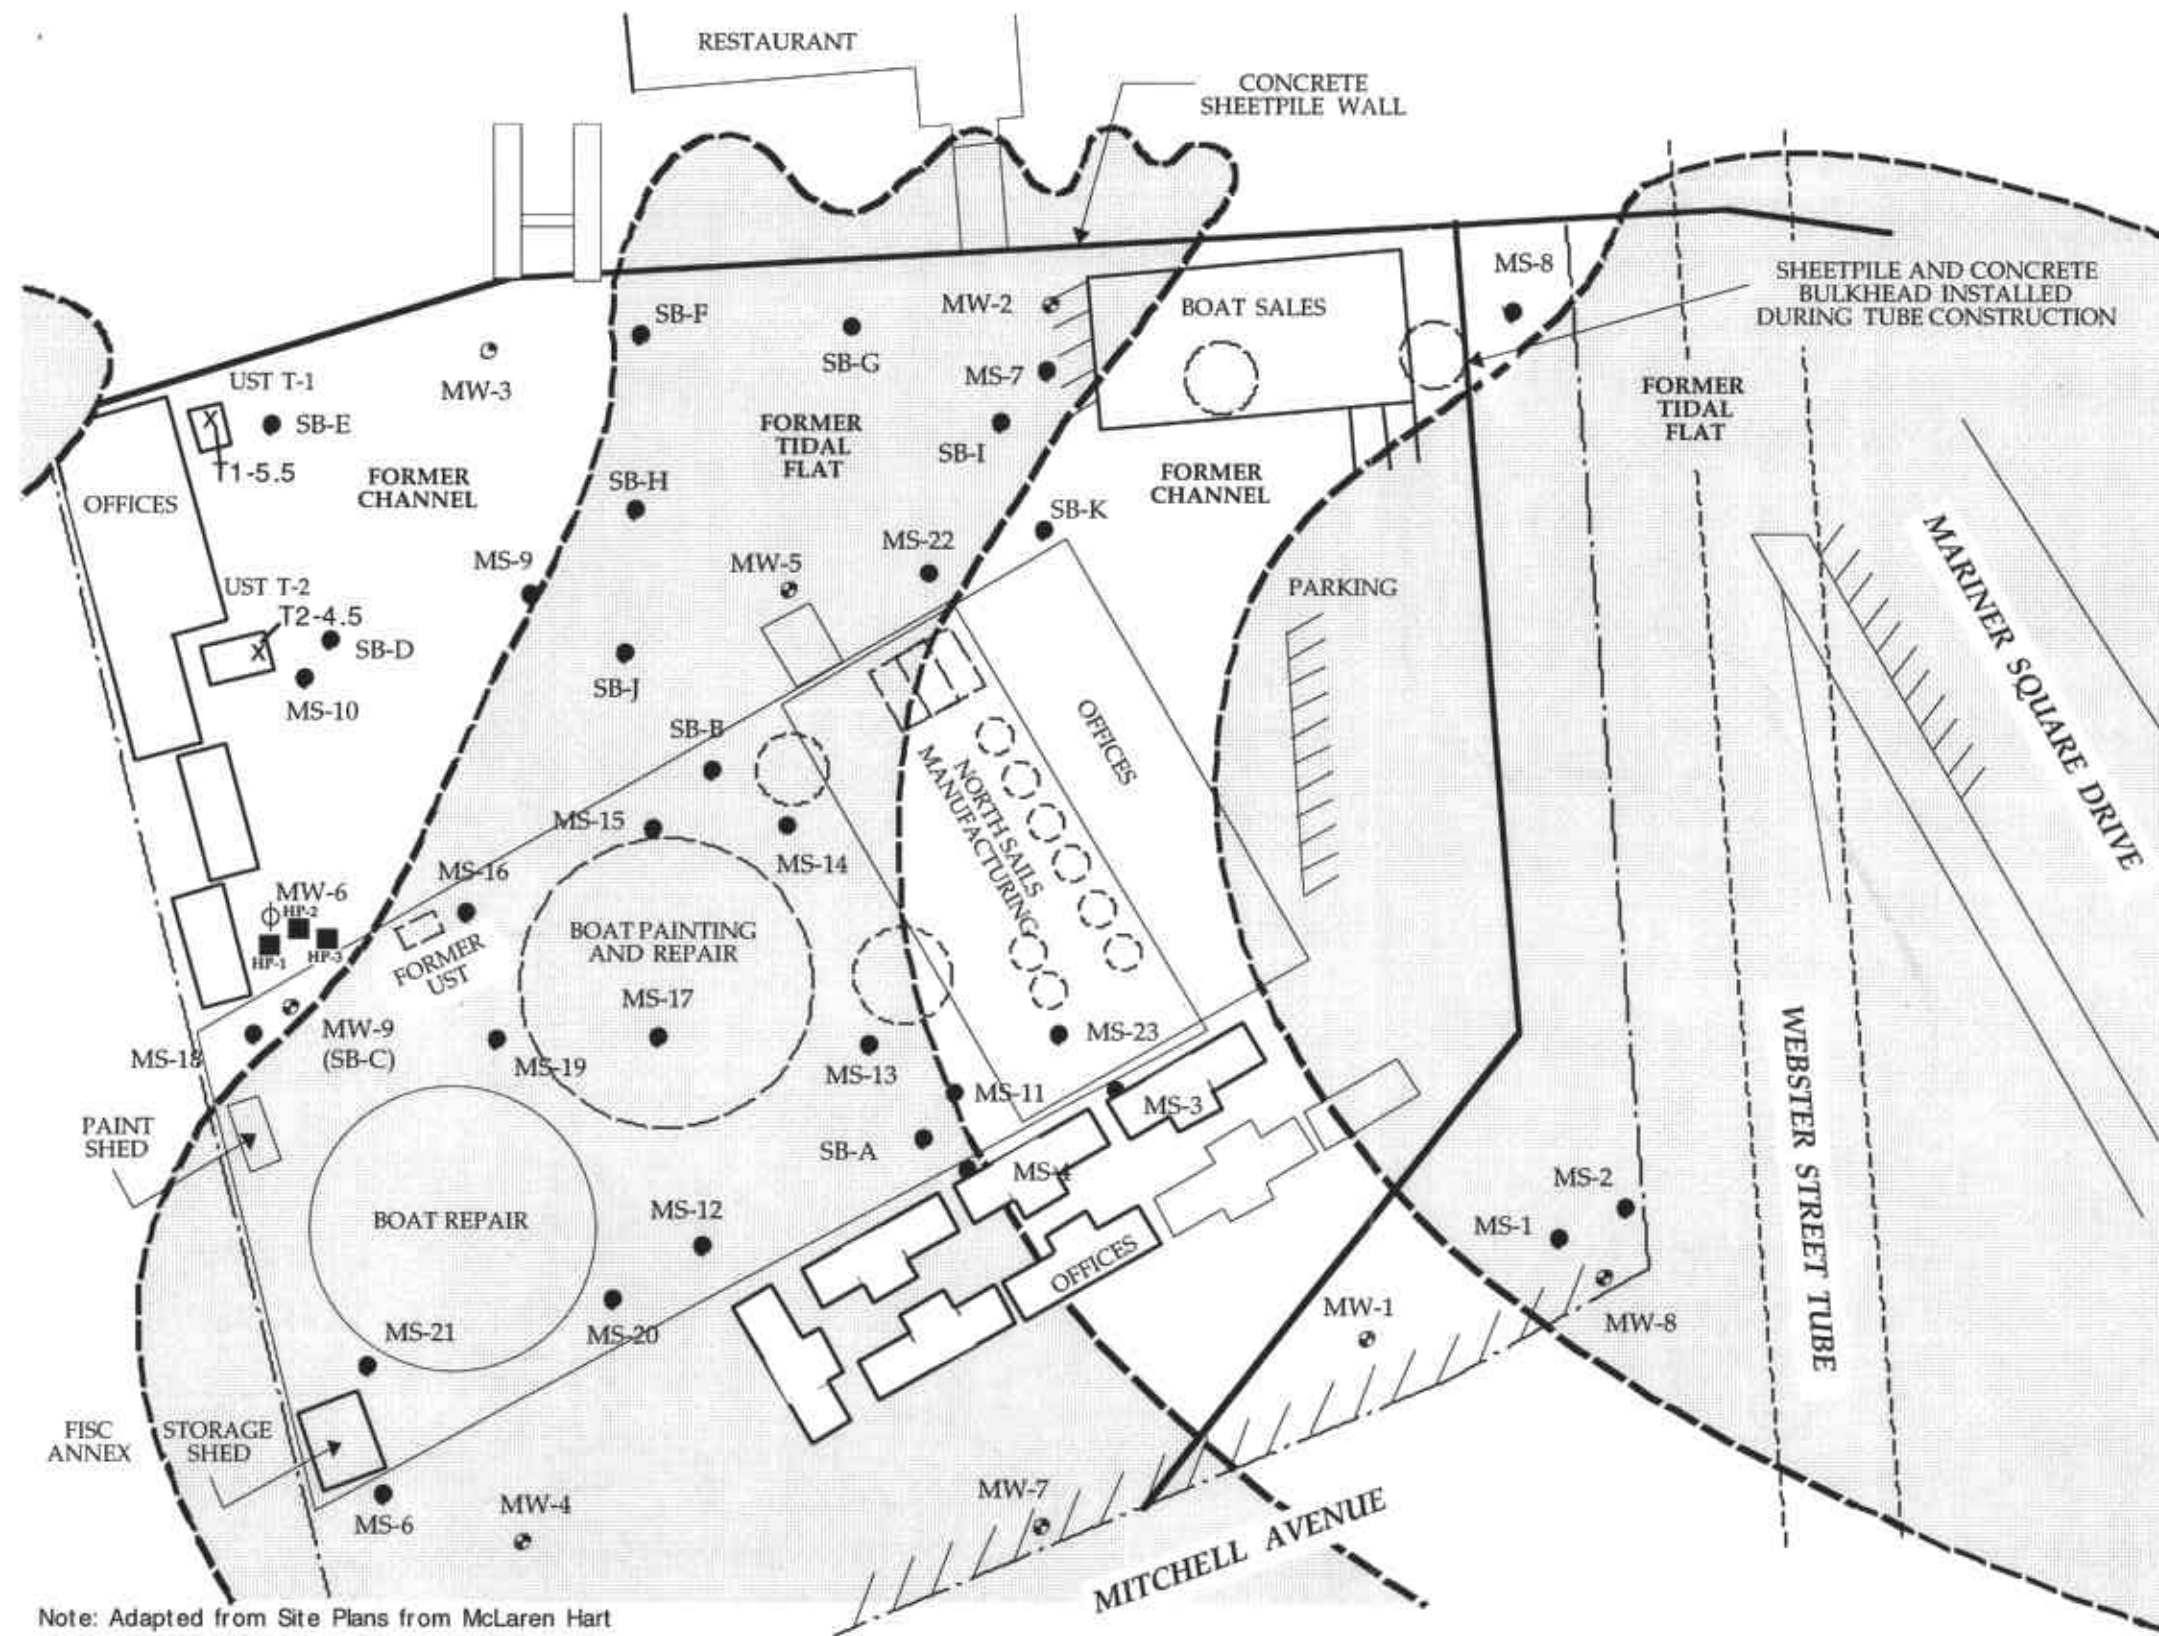 RESTAURANT
CONCRETE
SHEETPILE WALL
MS-8
SHEETPILE AND CONCRETE
BULKHEAD INSTALLED
DURING TUBE CONSTRUCTION
MW-2
BOAT SALES
SB-F
SB-G
MW-3
UST T-1
SB-E
T1-5.5
MS-7
SB-I
FORMER
TIDAL
FLAT
FORMER
TIDAL
FLAT
FORMER
CHANNEL
FORMER
CHANNEL
OFFICES
SB-H
SB-K
MS-22
MS-9
MW-5
UST T-2
T2-4.5
SB-D
MS-10
SB-J
PARKING
MARINER SQUARE DRIVE
SB-B
OFFICES
NORTH SAILS
MANUFACTURING
MS-15
MS-14
MS-16
MW-6
HP-2
HP-1
HP-3
FORMER
UST
BOAT PAINTING
AND REPAIR
MS-17
MW-9
(SB-C)
MS-18
MS-19
MS-13
MS-23
MS-11
MS-3
WEBSTER STREET TUBE
PAINT
SHED
SB-A
MS-4
MS-2
MS-1
BOAT REPAIR
MS-12
OFFICES
MW-1
MW-8
MS-21
MS-20
FISC
ANNEX
STORAGE
SHED
MS-6
MW-4
MW-7
MITCHELL AVENUE
Note: Adapted from Site Plans from McLaren Hart